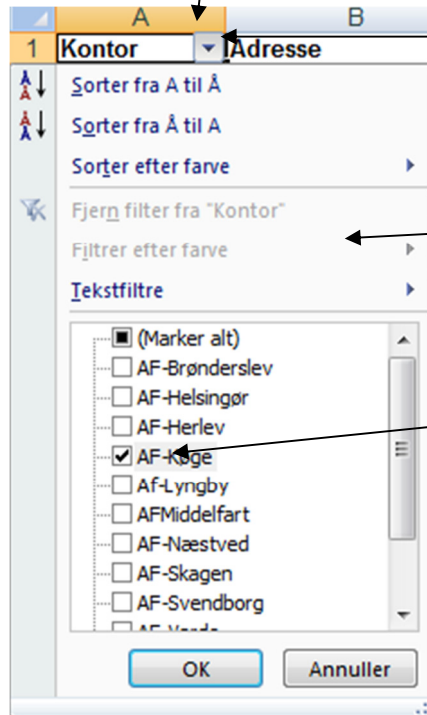 A B
1 Kontor Adresse
Sorter fra A til Å
Sorter fra Å til A
Sorter efter farve
Fjern filter fra "Kontor"
Filtrer efter farve
Tekstfiltre
(Marker alt)
AF-Brønderslev
AF-Helsingør
AF-Herlev
AF-Køge
Af-Lyngby
AFMiddelfart
AF-Næstved
AF-Skagen
AF-Svendborg
OK Annuller